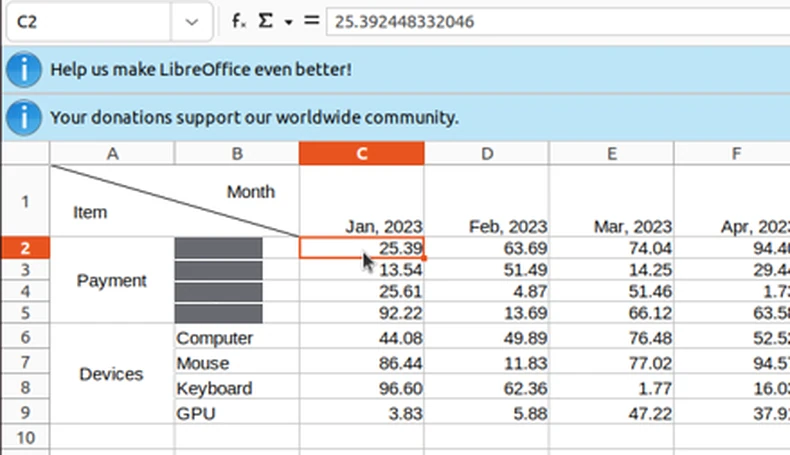 C2 fx Σ = 25.392448332046
Help us make LibreOffice even better!
Your donations support our worldwide community.
A B C D E F
1 Item Month Jan, 2023 Feb, 2023 Mar, 2023 Apr, 2023
2 25.39 63.69 74.04
3 13.54 51.49 14.25
Payment
4 25.61 4.87 51.46
5 92.22 13.69 66.12
6 Computer 44.08 49.89 76.48
7 Mouse 86.44 11.83 77.02
Devices
8 Keyboard 96.60 62.36 1.77
9 GPU 3.83 5.88 47.22
10